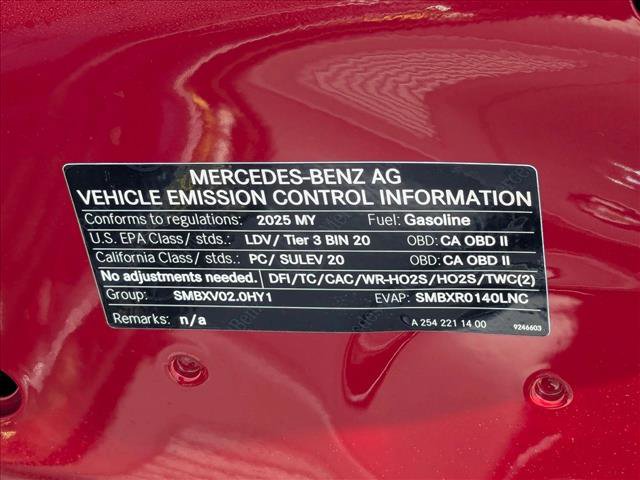 MERCEDES-BENZ AG
VEHICLE EMISSION CONTROL INFORMATION
Conforms to regulations: 2025 MY Fuel: Gasoline
U.S. EPA Class/ stds.: LDV/ Tier 3 BIN 20 OBD: CA OBD II
California Class/ stds.: PC/ SULEV 20 OBD: CA OBD II
No adjustments needed. DFI/TC/CAC/WR-HO2S/HO2S/TWC(2)
Group: SMBXV02.0HY1 EVAP: SMBXR0140LNC
Remarks: n/a A 254 221 14 00 9246603